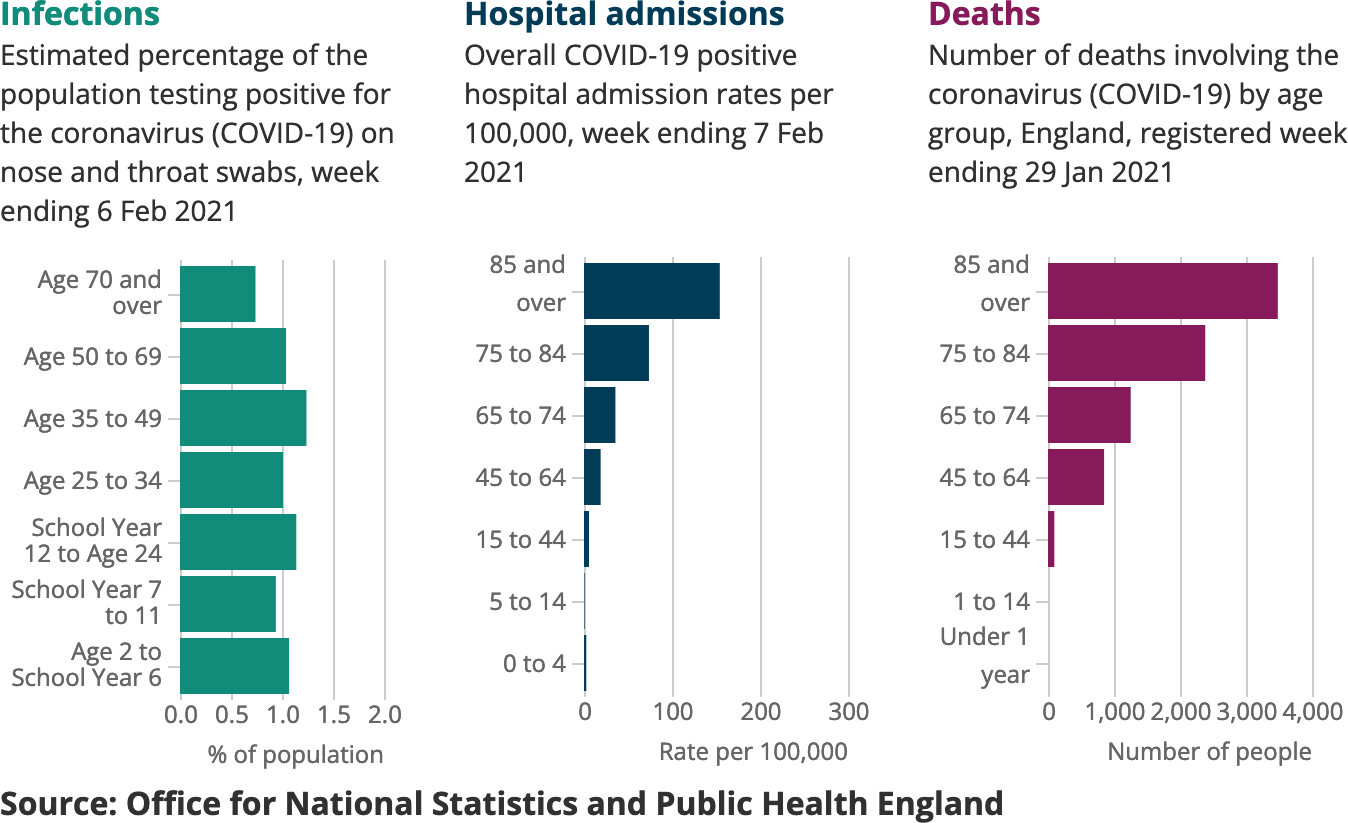 Infections
Estimated percentage of the
population testing positive for
the coronavirus (COVID-19) on
nose and throat swabs, week
ending 6 Feb 2021
Age 70 and
over
Age 50 to 69
Age 35 to 49
Age 25 to 34
School Year
12 to Age 24
School Year 7
to 11
Age 2 to
School Year 6
0.0 0.5 1.0 1.5 2.0
% of population
Hospital admissions
Overall COVID-19 positive
hospital admission rates per
100,000, week ending 7 Feb
2021
85 and
over
75 to 84
65 to 74
45 to 64
15 to 44
5 to 14
0 to 4
0 100 200 300
Rate per 100,000
Deaths
Number of deaths involving the
coronavirus (COVID-19) by age
group, England, registered week
ending 29 Jan 2021
85 and
over
75 to 84
65 to 74
45 to 64
15 to 44
1 to 14
Under 1
year
0 1,000 2,000 3,000 4,000
Number of people
Source: Office for National Statistics and Public Health England